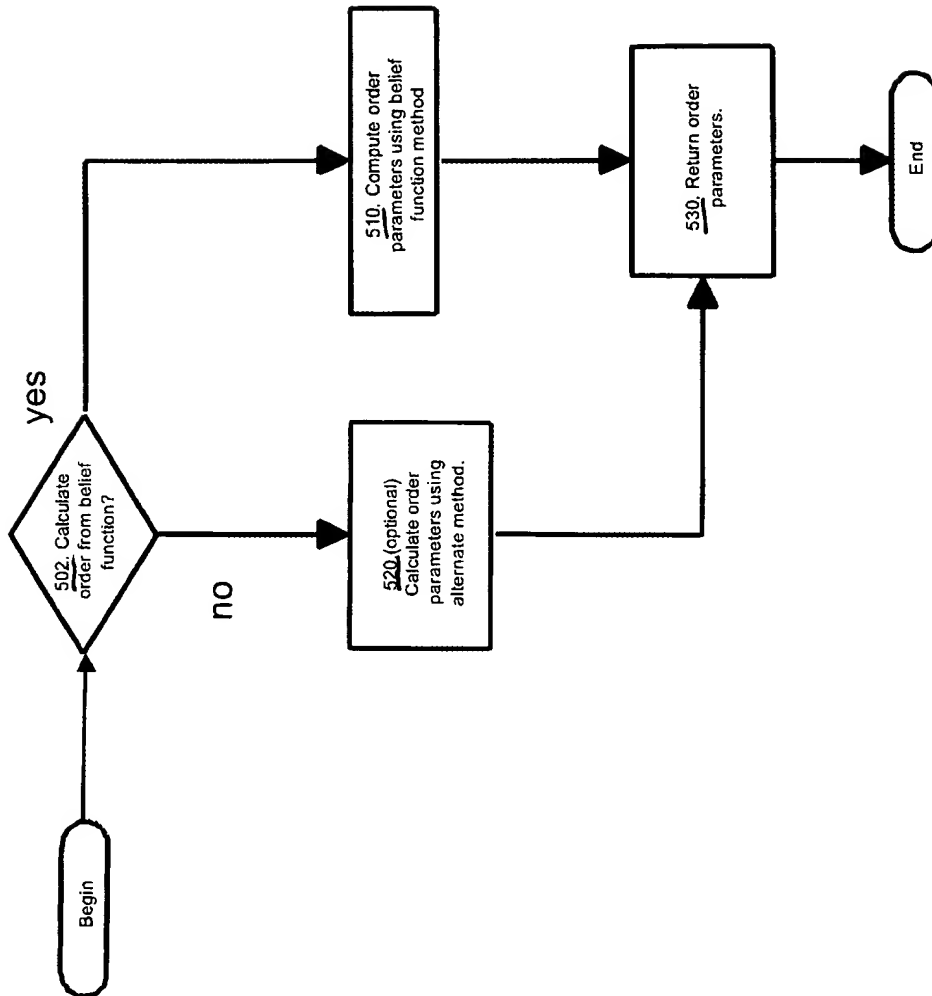 Begin
502. Calculate
order from belief
function?
yes
no
510. Compute order
parameters using belief
function method
520.(optional)
Calculate order
parameters using
alternate method.
530. Return order
parameters.
End